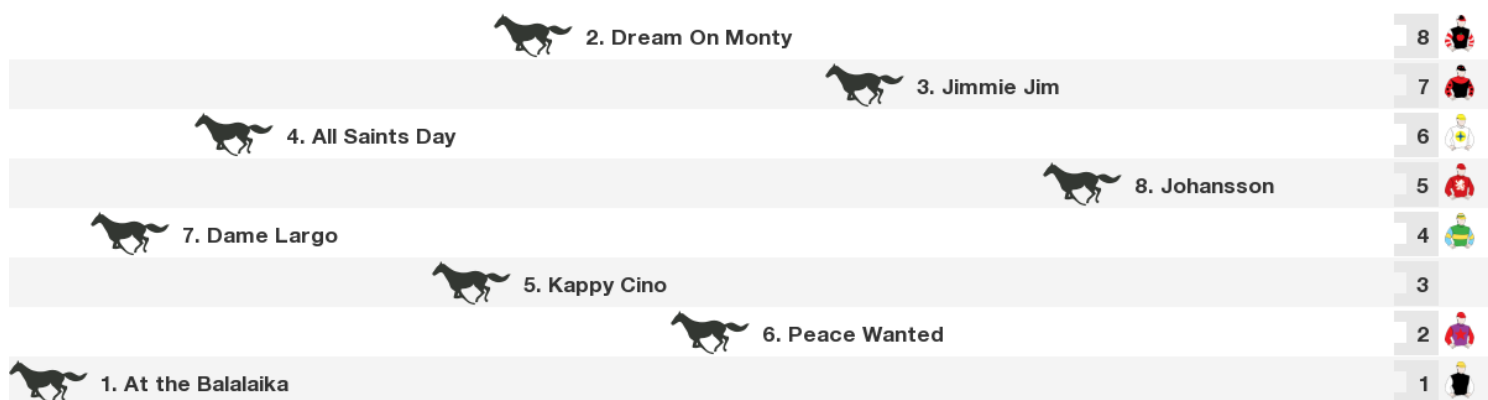 2. Dream On Monty 8
3. Jimmie Jim 7
4. All Saints Day 6
8. Johansson 5
7. Dame Largo 4
5. Kappy Cino 3
6. Peace Wanted 2
1. At the Balalaika 1